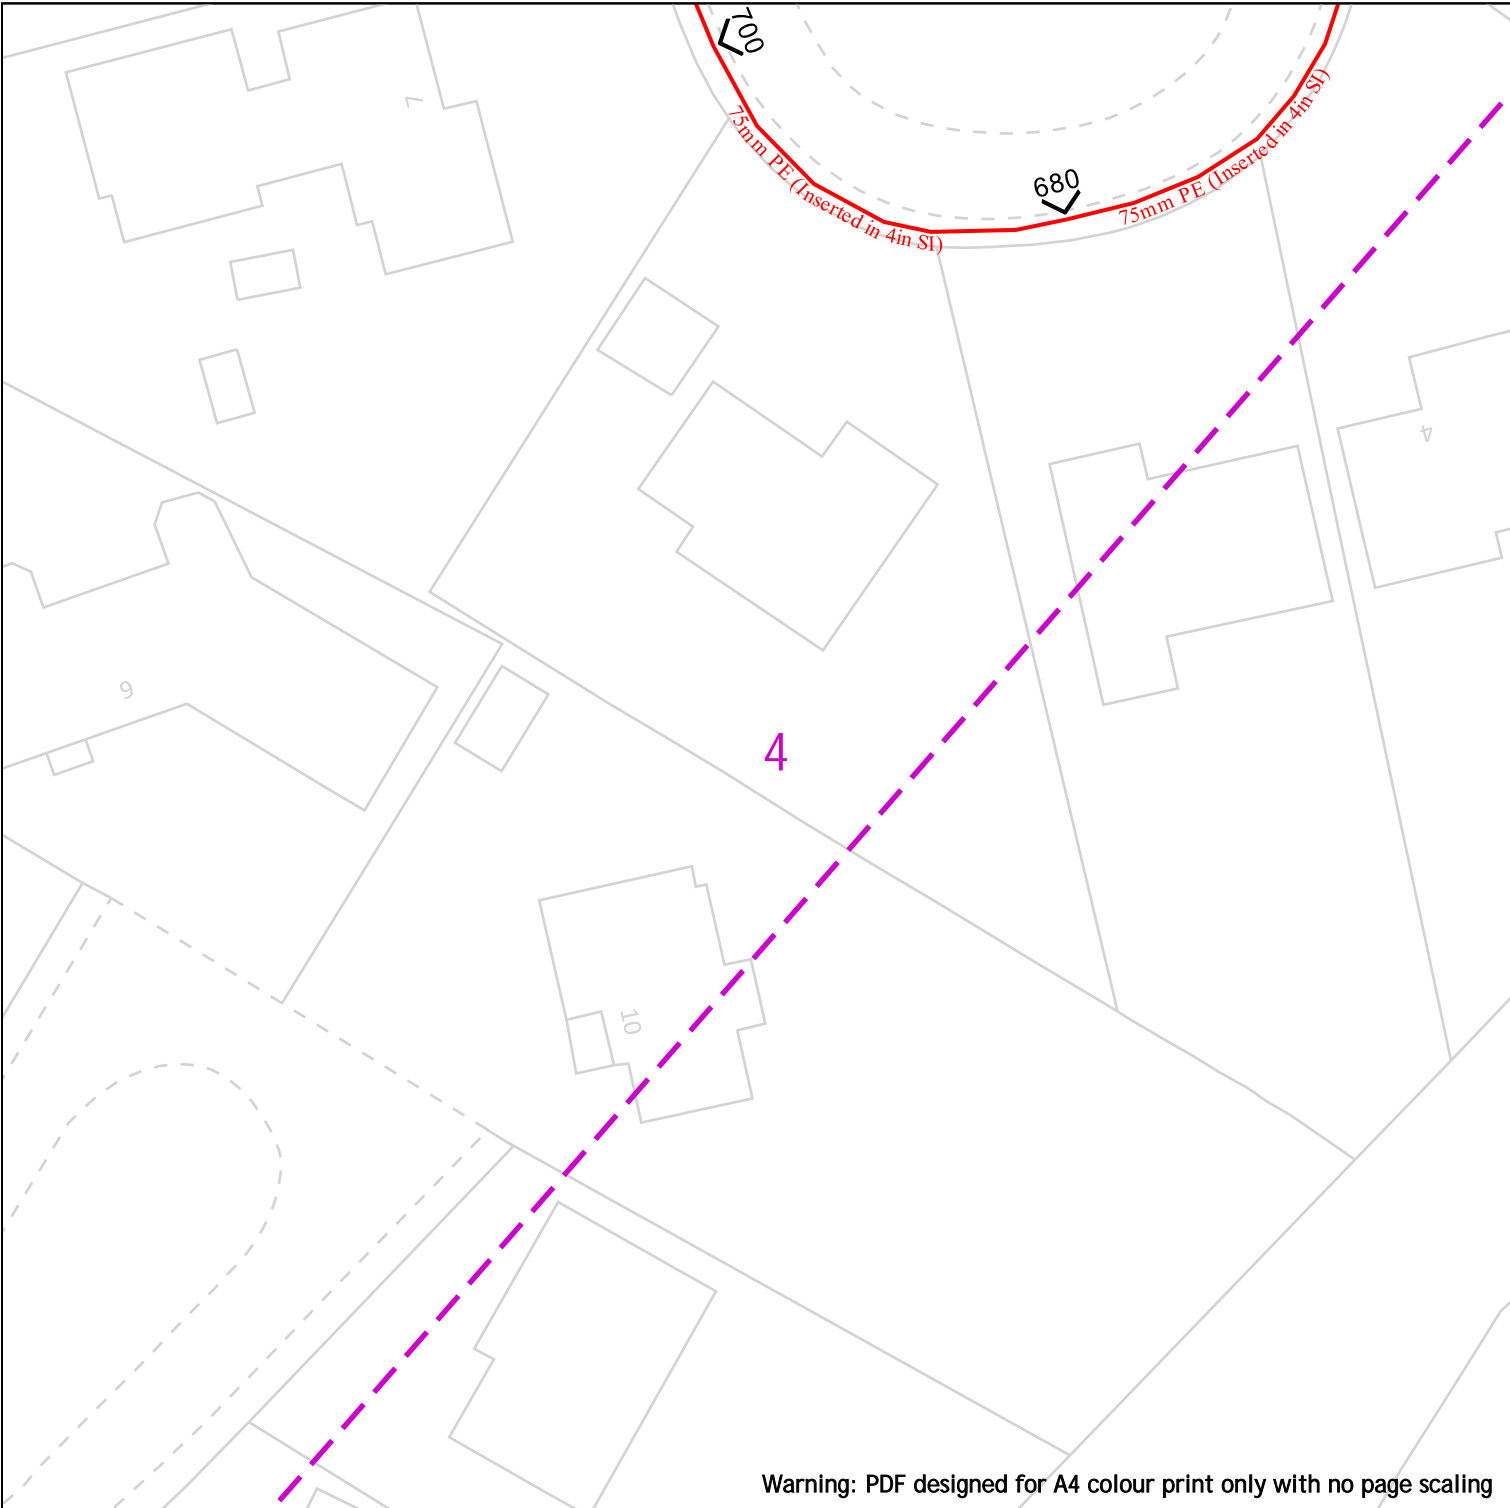 700
7
75mm PE (Inserted in 4in SI)
680
75mm PE (Inserted in 4in SI)
4
9
4
10
Warning: PDF designed for A4 colour print only with no page scaling